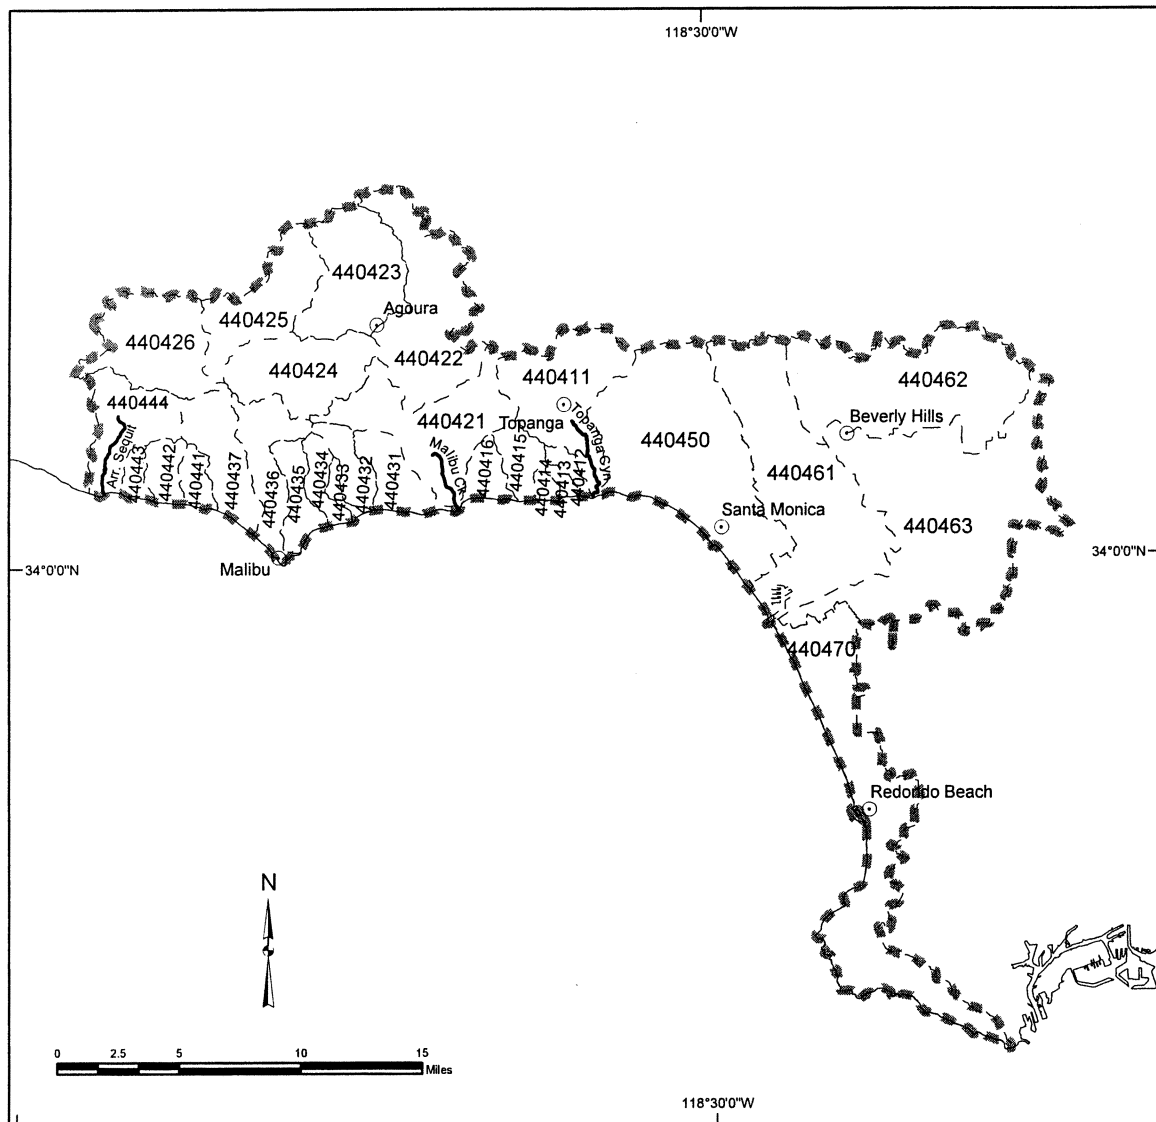 118°30'0"W
440423
Agoura
440425
440426
440422
440424
440411
440462
440444
440421
Topanga
Topanga Cyn.
Beverly Hills
440450
Arr. Sequit
440443
440442
440441
440437
440436
440435
440434
440433
440432
440431
Malibu Ck.
440416
440415
440414
440413
440412
440461
Santa Monica
440463
34°0'0"N
34°0'0"N
Malibu
440470
Redondo Beach
N
0 2.5 5 10 15
Miles
118°30'0"W